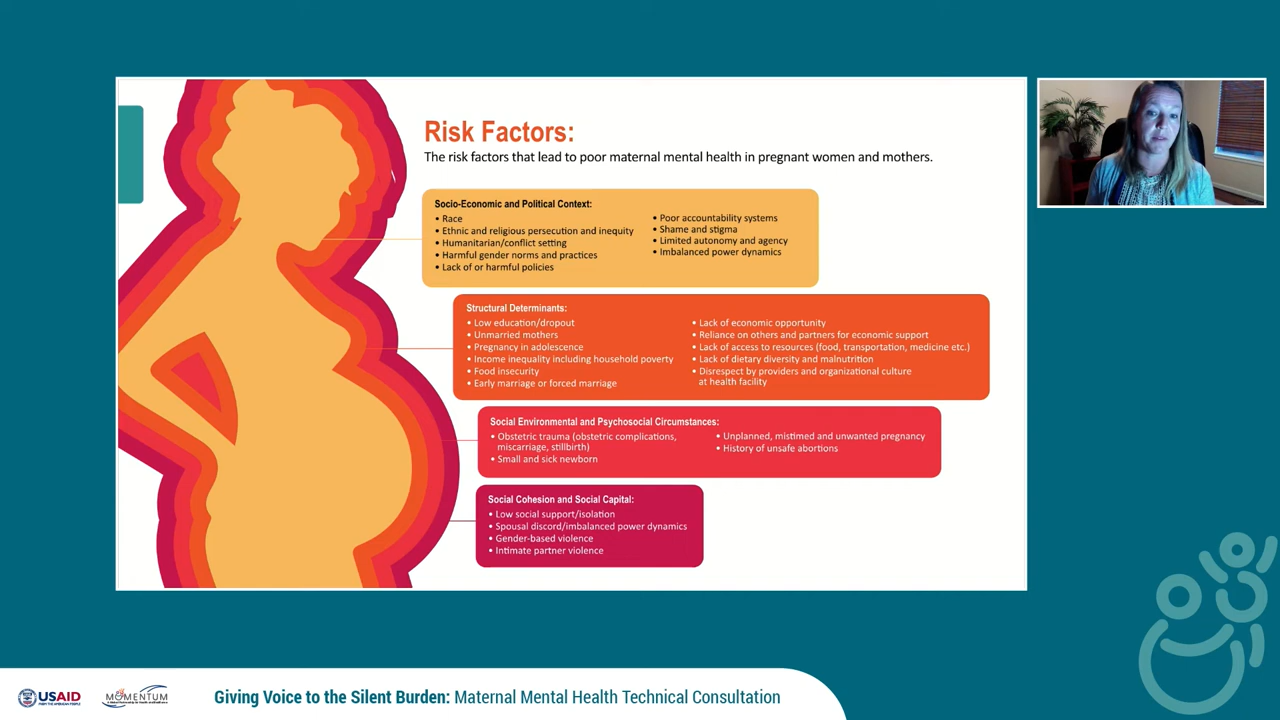 Risk Factors:
The risk factors that lead to poor maternal mental health in pregnant women and mothers.
Socio-Economic and Political Context:
• Race
• Ethnic and religious persecution and inequity
• Humanitarian/conflict setting
• Harmful gender norms and practices
• Lack of or harmful policies
• Poor accountability systems
• Shame and stigma
• Limited autonomy and agency
• Imbalanced power dynamics
Structural Determinants:
• Low education/dropout
• Unmarried mothers
• Pregnancy in adolescence
• Income inequality including household poverty
• Food insecurity
• Early marriage or forced marriage
• Lack of economic opportunity
• Reliance on others and partners for economic support
• Lack of access to resources (food, transportation, medicine etc.)
• Lack of dietary diversity and malnutrition
• Disrespect by providers and organizational culture
at health facility
Social Environmental and Psychosocial Circumstances:
• Obstetric trauma (obstetric complications,
miscarriage, stillbirth)
• Small and sick newborn
• Unplanned, mistimed and unwanted pregnancy
• History of unsafe abortions
Social Cohesion and Social Capital:
• Low social support/isolation
• Spousal discord/imbalanced power dynamics
• Gender-based violence
• Intimate partner violence
USAID
FROM THE AMERICAN PEOPLE
MOMENTUM
Giving Voice to the Silent Burden: Maternal Mental Health Technical Consultation